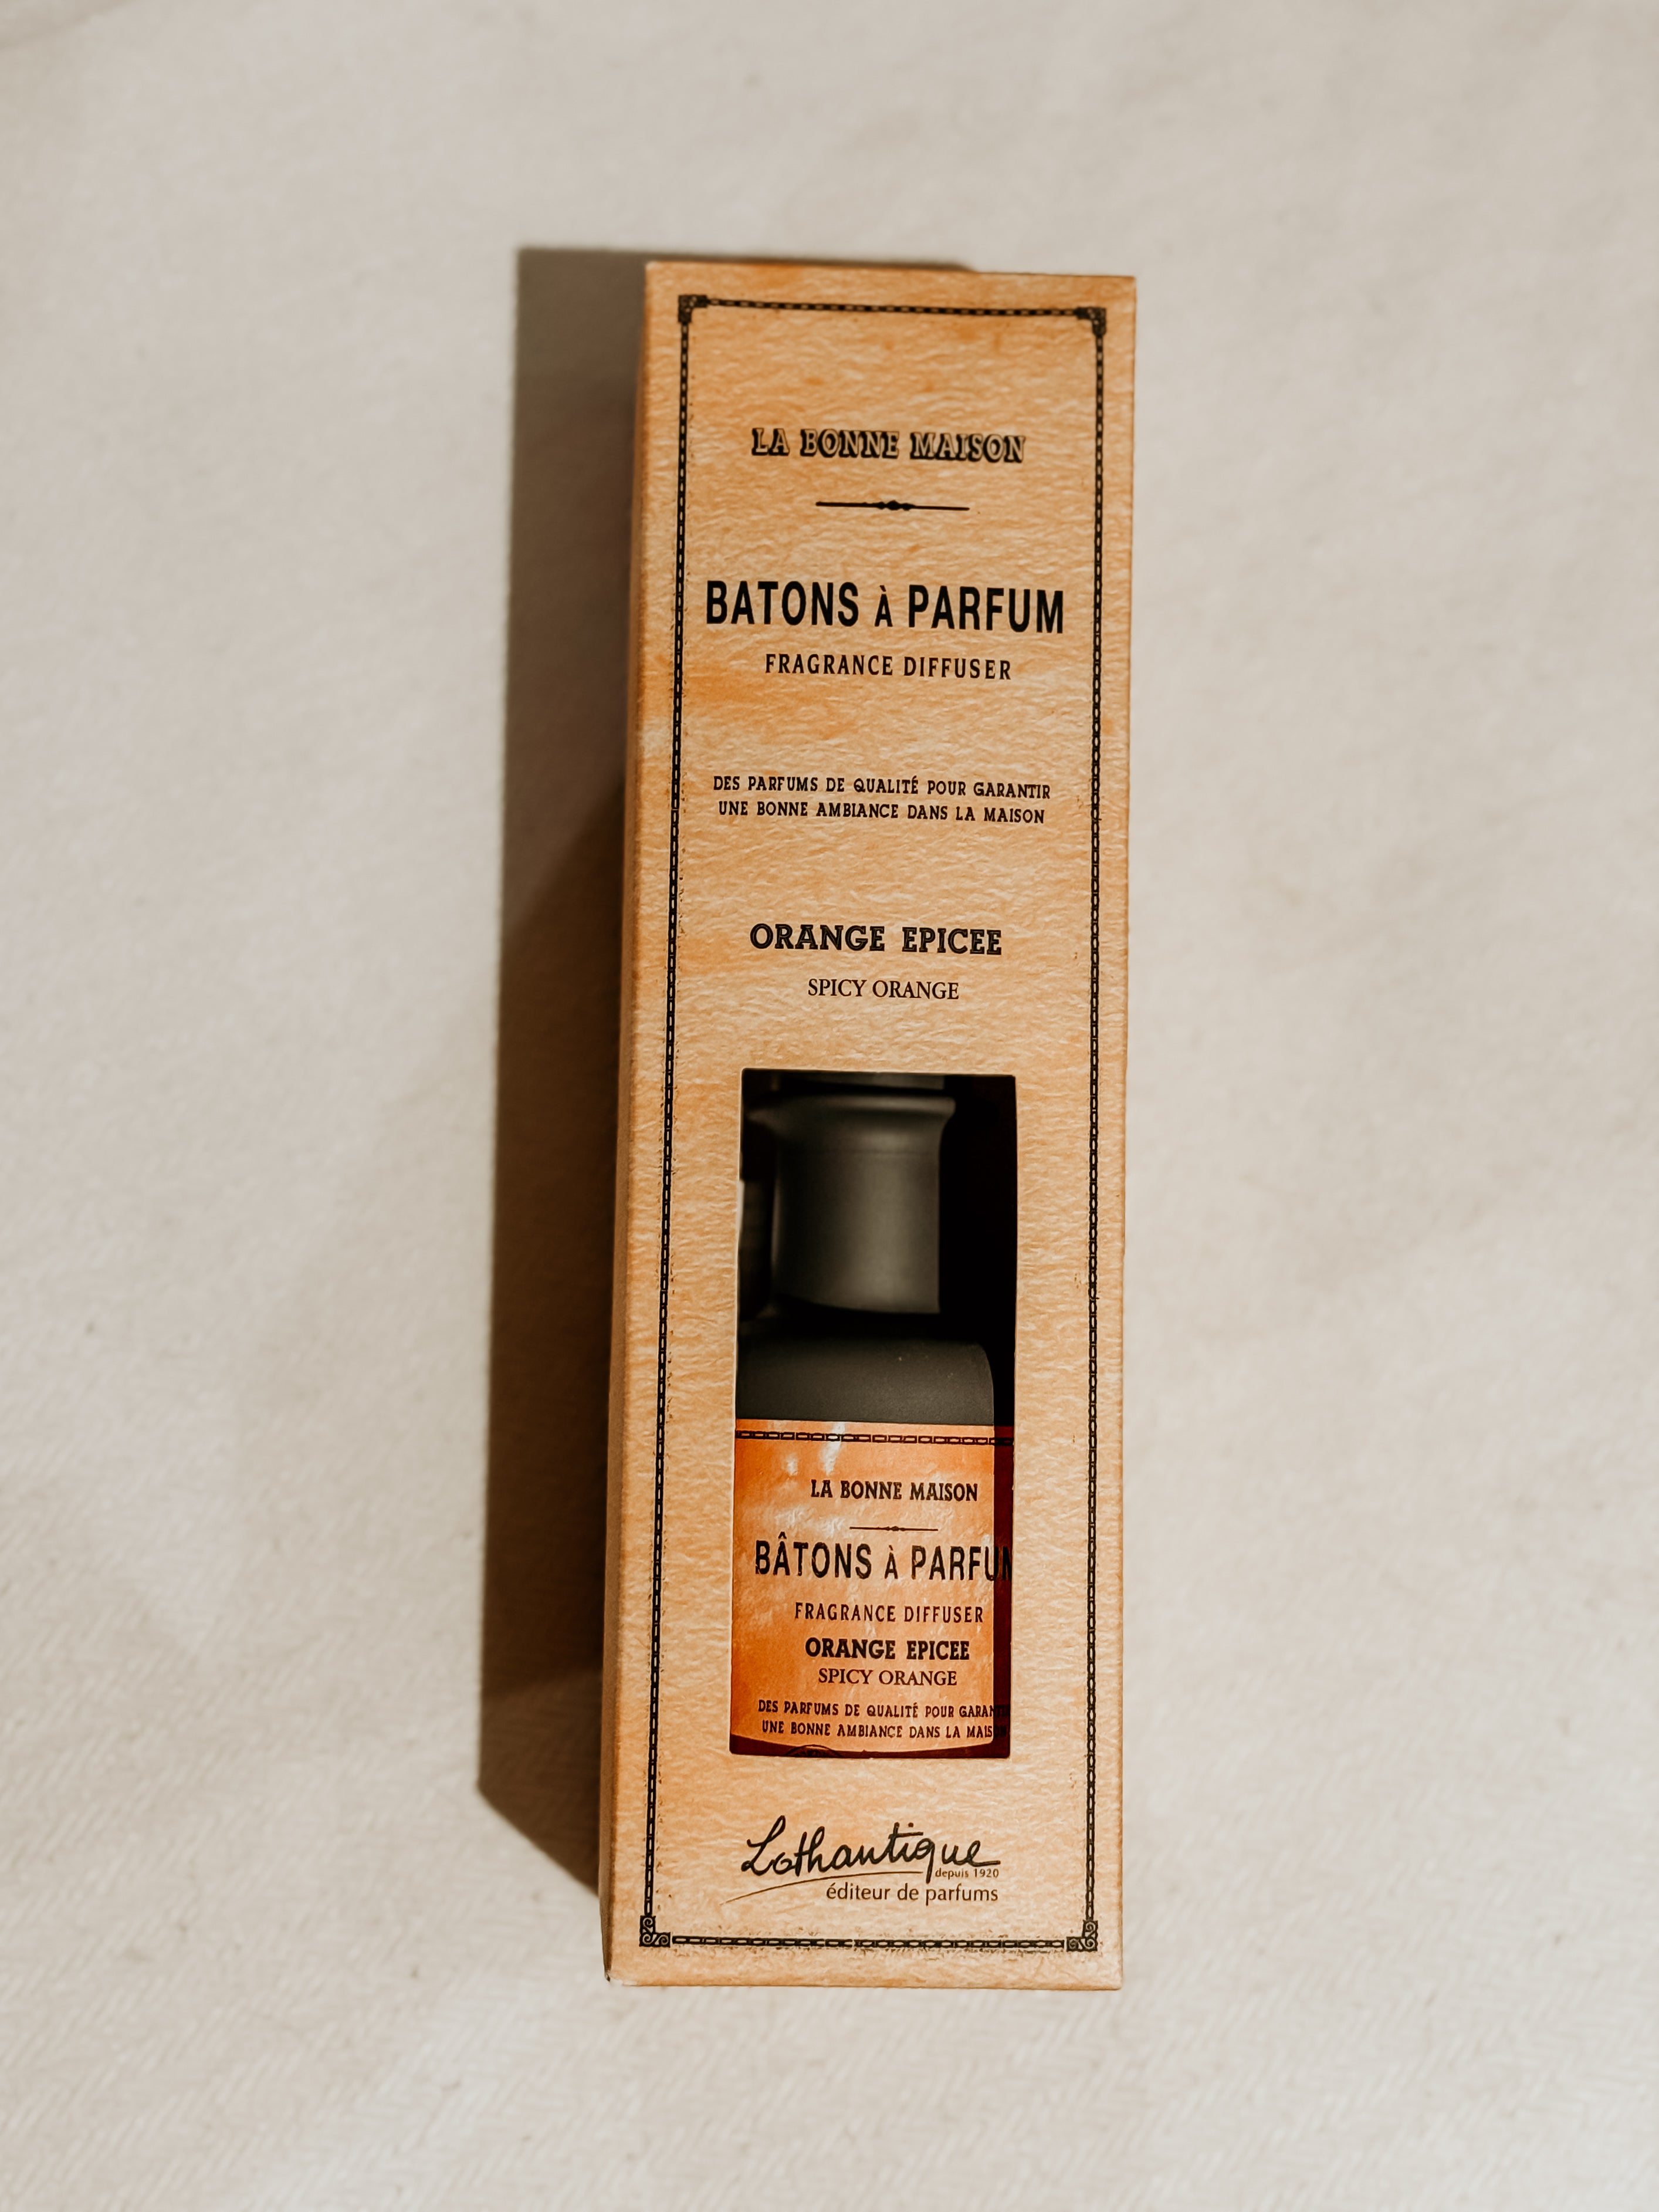 LA BONNE MAISON
BATONS À PARFUM
FRAGRANCE DIFFUSER
DES PARFUMS DE QUALITÉ POUR GARANTIR
UNE BONNE AMBIANCE DANS LA MAISON
ORANGE EPICEE
SPICY ORANGE
LA BONNE MAISON
BÂTONS À PARFUM
FRAGRANCE DIFFUSER
ORANGE EPICEE
SPICY ORANGE
DES PARFUMS DE QUALITÉ POUR GARANT
UNE BONNE AMBIANCE DANS LA MAISON
Lothantique
depuis 1920
éditeur de parfums